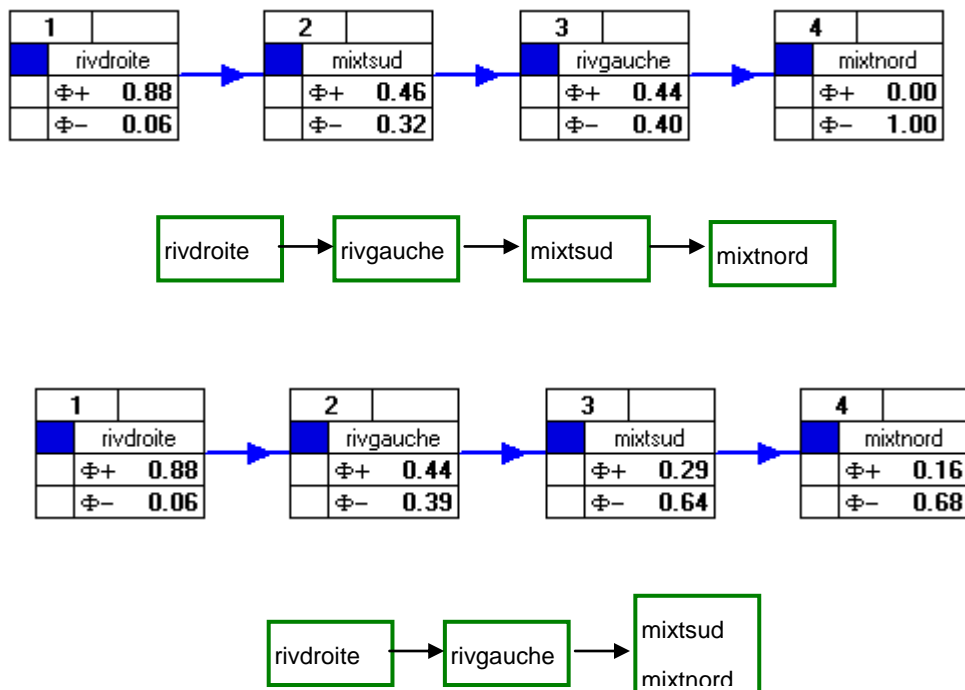 1 2 3 4
rivdroite mixtsud rivgauche mixtnord
Φ+ 0.88 Φ+ 0.46 Φ+ 0.44 Φ+ 0.00
Φ− 0.06 Φ− 0.32 Φ− 0.40 Φ− 1.00
rivdroite rivgauche mixtsud mixtnord
1 2 3 4
rivdroite rivgauche mixtsud mixtnord
Φ+ 0.88 Φ+ 0.44 Φ+ 0.29 Φ+ 0.16
Φ− 0.06 Φ− 0.39 Φ− 0.64 Φ− 0.68
mixtsud
rivdroite rivgauche
mixtnord